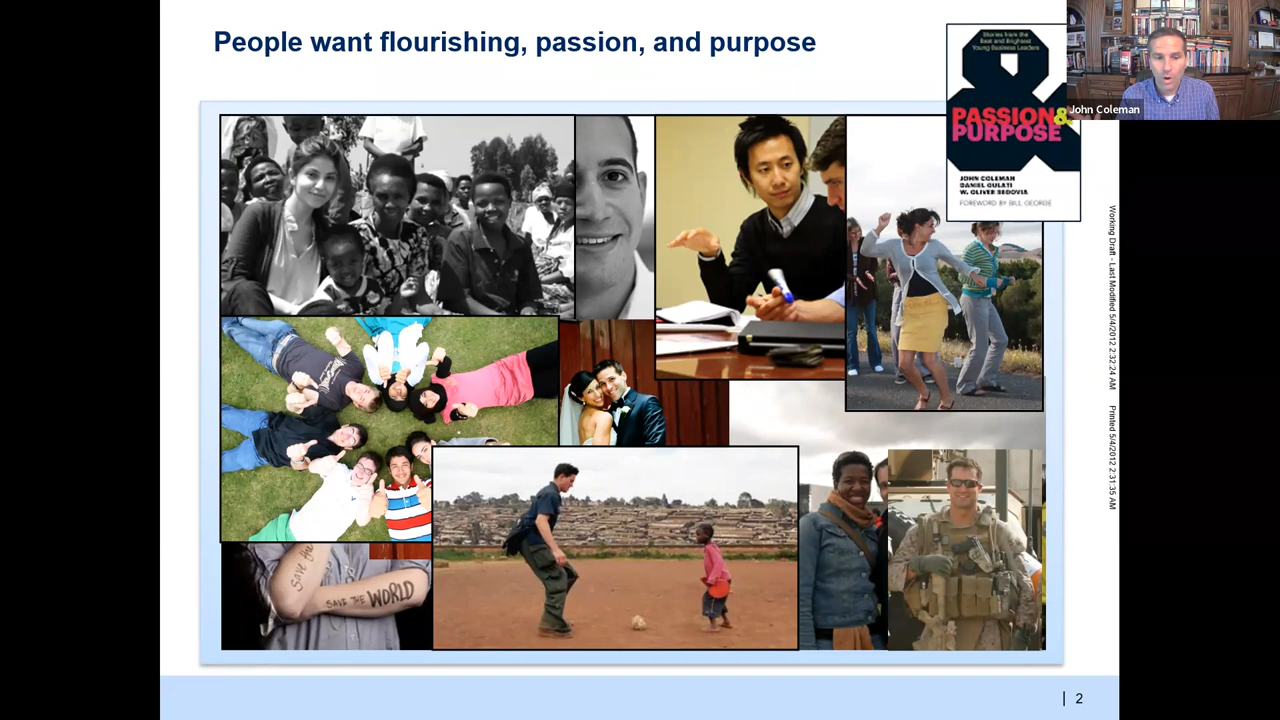 People want flourishing, passion, and purpose
Stories from the
Best and Brightest
Young Business Leaders
&
PASSION &
PURPOSE
JOHN COLEMAN
DANIEL GULATI
W. OLIVER SEGOVIA
FOREWORD BY BILL GEORGE
John Coleman
Working Draft - Last Modified 5/4/2012 2:32:24 AM Printed 5/4/2012 2:31:35 AM
SAVE THE
SAVE THE WORLD
2